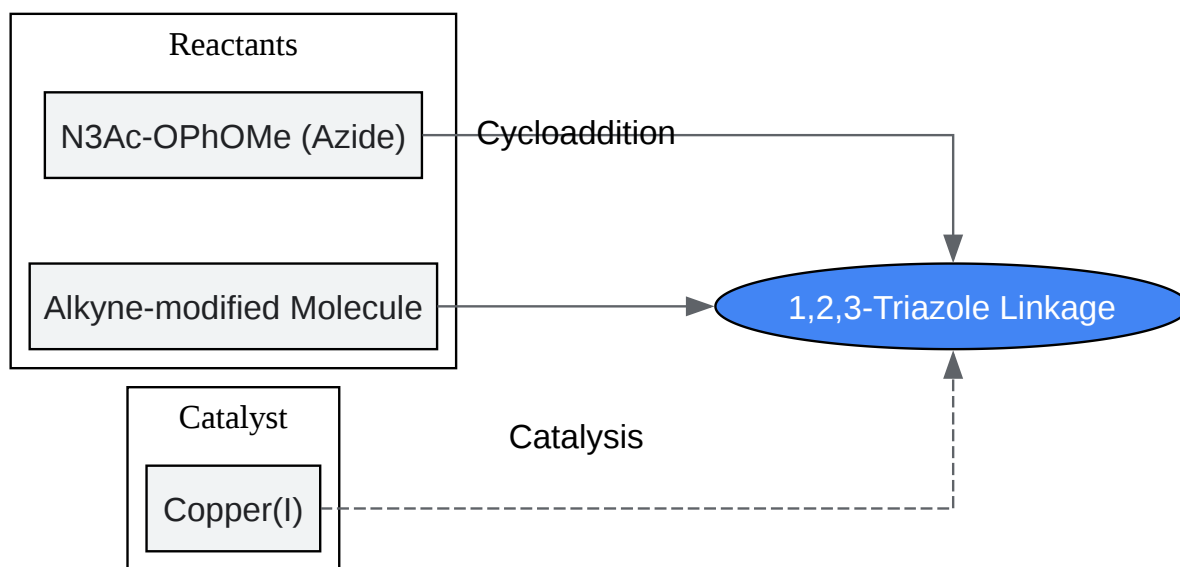 Reactants
N3Ac-OPhOMe (Azide)
Cycloaddition
Alkyne-modified Molecule
1,2,3-Triazole Linkage
Catalyst
Catalysis
Copper(I)